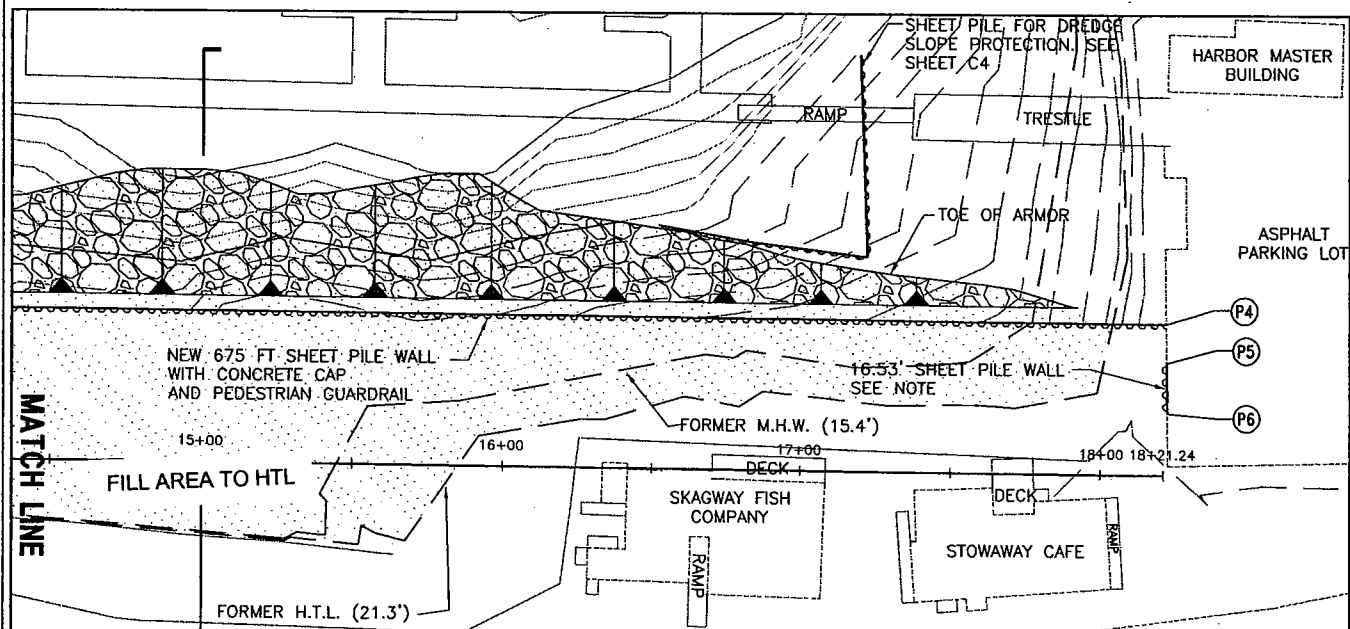 SHEET PILE FOR DREDGE
SLOPE PROTECTION. SEE
SHEET C4
HARBOR MASTER
BUILDING
RAMP
TRESTLE
TOE OF ARMOR
ASPHALT
PARKING LOT
P4
P5
P6
NEW 675 FT SHEET PILE WALL
WITH CONCRETE CAP
AND PEDESTRIAN GUARDRAIL
16.53' SHEET PILE WALL
SEE NOTE
FORMER M.H.W. (15.4')
MATCH LINE
15+00
16+00
17+00
18+00 18+21.24
FILL AREA TO HTL
DECK
SKAGWAY FISH
COMPANY
RAMP
DECK
STOWAWAY CAFE
RAMP
FORMER H.T.L. (21.3')